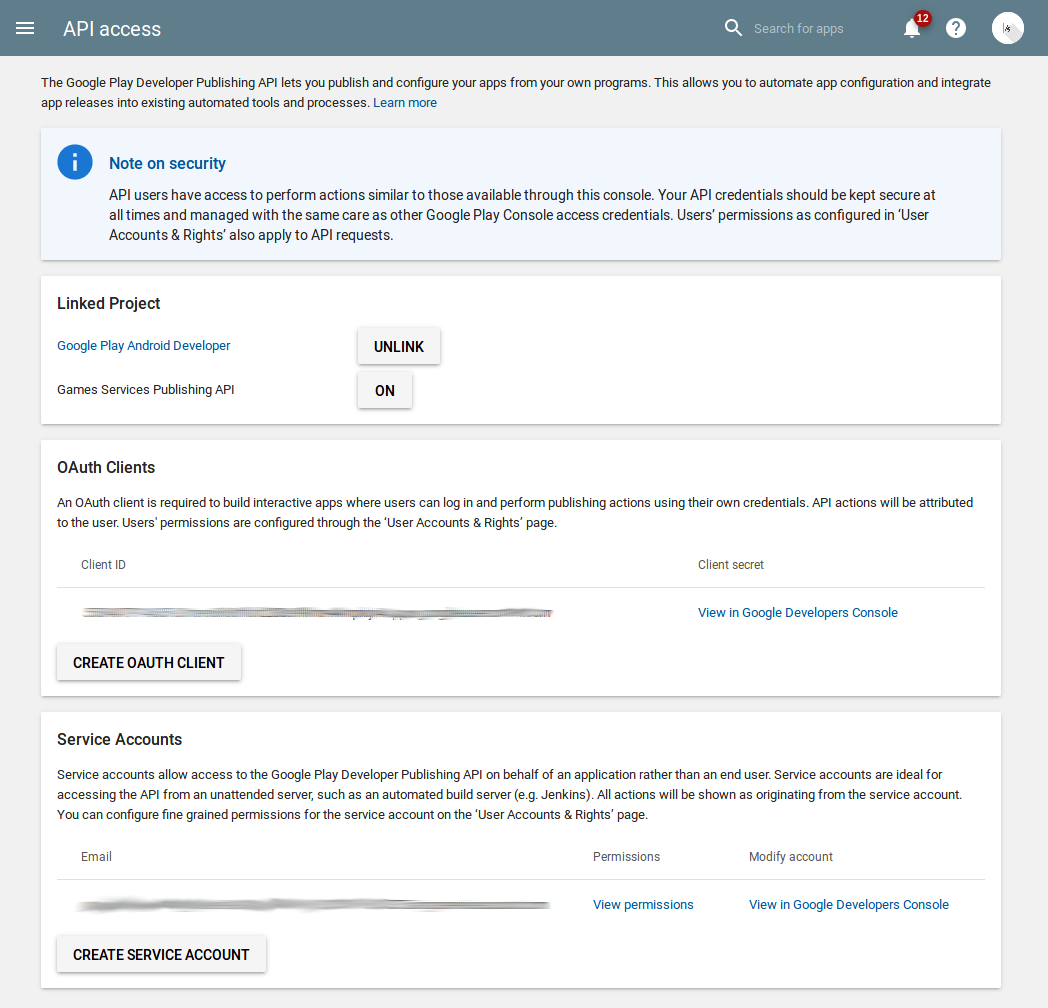 API access
Search for apps
12
The Google Play Developer Publishing API lets you publish and configure your apps from your own programs. This allows you to automate app configuration and integrate
app releases into existing automated tools and processes. Learn more
Note on security
API users have access to perform actions similar to those available through this console. Your API credentials should be kept secure at
all times and managed with the same care as other Google Play Console access credentials. Users’ permissions as configured in ‘User
Accounts & Rights’ also apply to API requests.
Linked Project
Google Play Android Developer
UNLINK
Games Services Publishing API
ON
OAuth Clients
An OAuth client is required to build interactive apps where users can log in and perform publishing actions using their own credentials. API actions will be attributed
to the user. Users' permissions are configured through the ‘User Accounts & Rights’ page.
Client ID
Client secret
View in Google Developers Console
CREATE OAUTH CLIENT
Service Accounts
Service accounts allow access to the Google Play Developer Publishing API on behalf of an application rather than an end user. Service accounts are ideal for
accessing the API from an unattended server, such as an automated build server (e.g. Jenkins). All actions will be shown as originating from the service account.
You can configure fine grained permissions for the service account on the ‘User Accounts & Rights’ page.
Email
Permissions
Modify account
View permissions
View in Google Developers Console
CREATE SERVICE ACCOUNT